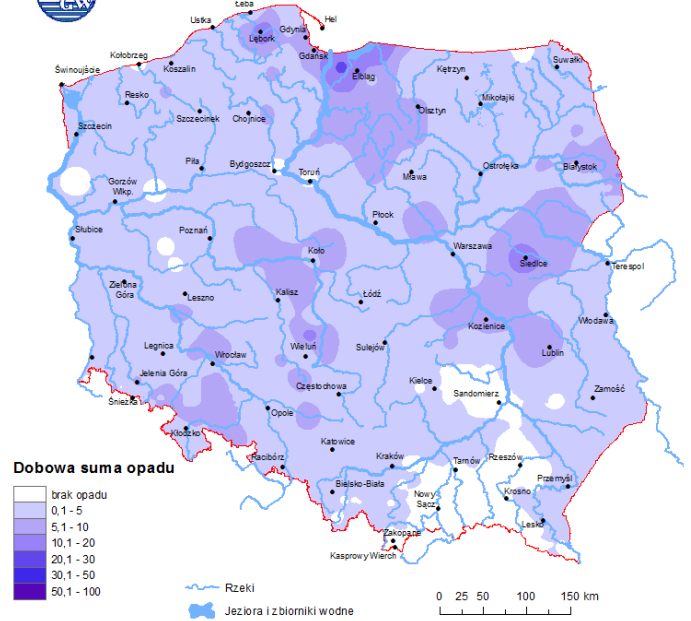 GW
Łeba
Ustka
Hel
Gdynia
Lębork
Gdańsk
Suwałki
Kołobrzeg
Koszalin
Elbląg
Kętrzyn
Świnoujście
Resko
Mikołajki
Olsztyn
Szczecinek
Chojnice
Szczecin
Piła
Bydgoszcz
Toruń
Mława
Ostrołęka
Białystok
Gorzów
Wlkp.
Płock
Słubice
Poznań
Koło
Warszawa
Siedlce
Terespol
Zielona
Góra
Leszno
Kalisz
Łódź
Kozienice
Włodawa
Legnica
Wrocław
Wieluń
Sulejów
Lublin
Jelenia Góra
Częstochowa
Kielce
Sandomierz
Zamość
Śnieżka
Opole
Kłodzko
Katowice
Racibórz
Kraków
Tarnów
Rzeszów
Bielsko-Biała
Nowy
Sącz
Krosno
Przemyśl
Lesko
Zakopane
Kasprowy Wierch
Dobowa suma opadu
brak opadu
0,1 - 5
5,1 - 10
10,1 - 20
20,1 - 30
30,1 - 50
50,1 - 100
Rzeki
Jeziora i zbiorniki wodne
0 25 50 100 150 km